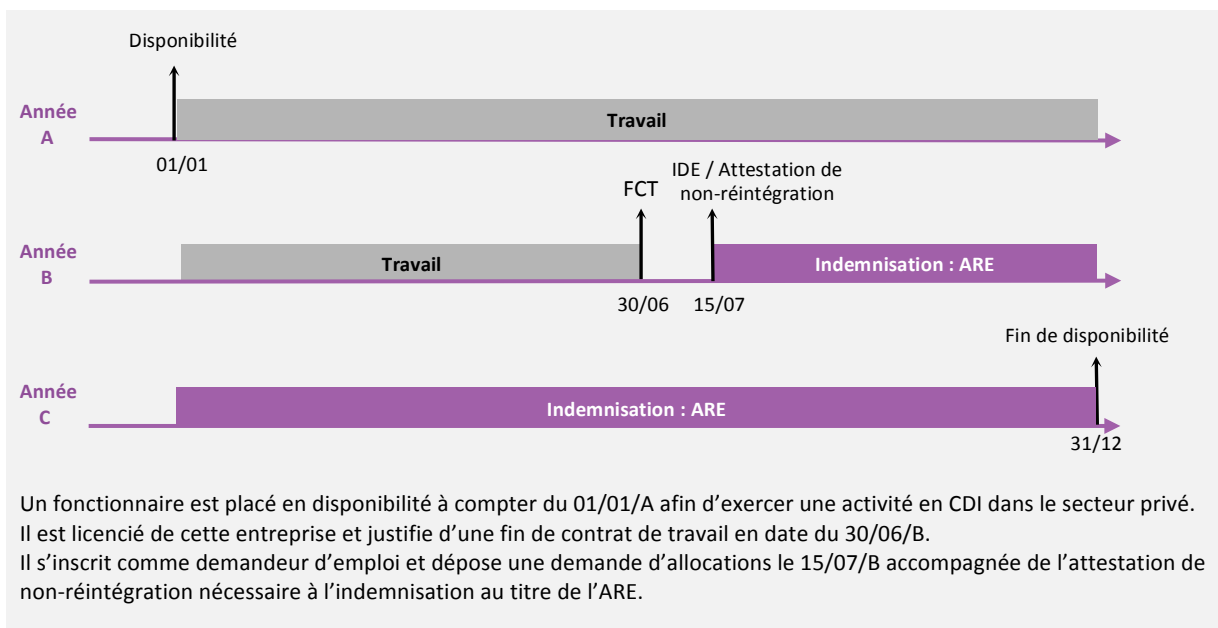 Disponibilité
Année
A
Travail
01/01
IDE / Attestation de
non-réintégration
FCT
Année
B
Travail
Indemnisation : ARE
30/06
15/07
Fin de disponibilité
Année
C
Indemnisation : ARE
31/12
Un fonctionnaire est placé en disponibilité à compter du 01/01/A afin d’exercer une activité en CDI dans le secteur privé.
Il est licencié de cette entreprise et justifie d’une fin de contrat de travail en date du 30/06/B.
Il s’inscrit comme demandeur d’emploi et dépose une demande d’allocations le 15/07/B accompagnée de l’attestation de
non-réintégration nécessaire à l’indemnisation au titre de l’ARE.